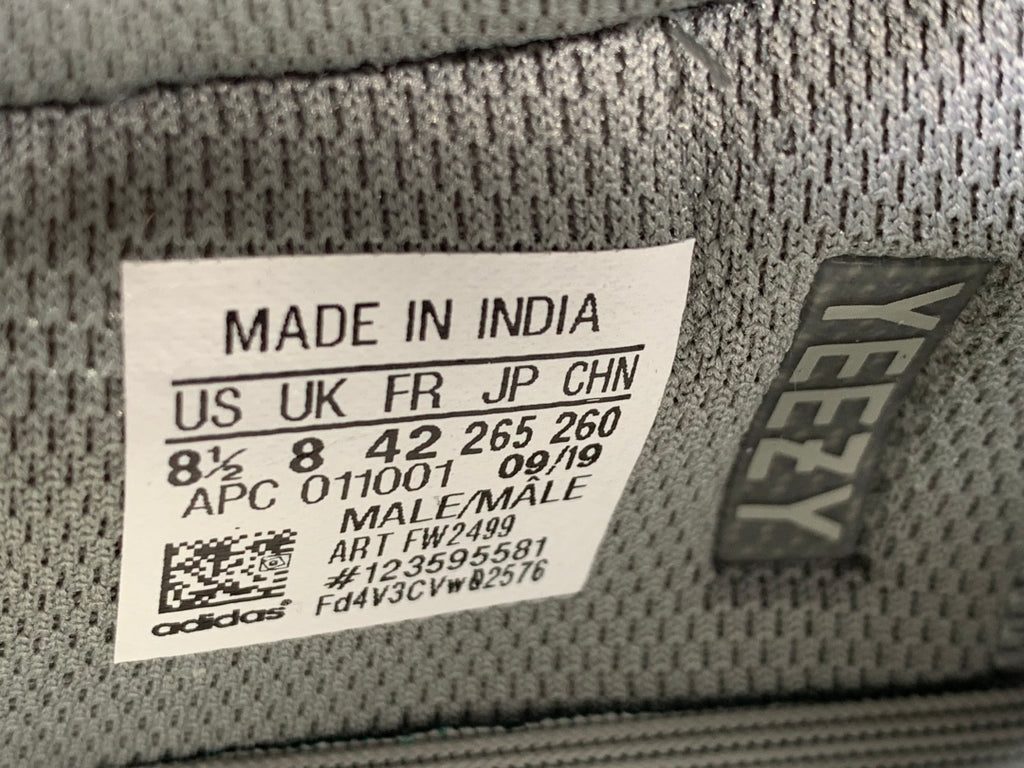 MADE IN INDIA
US UK FR JP CHN
8½ 8 42 265 260
APC 011001 09/19
MALE/MÂLE
ART FW2499
#123595581
Fd4V3CVw02576
adidas
YEEZY